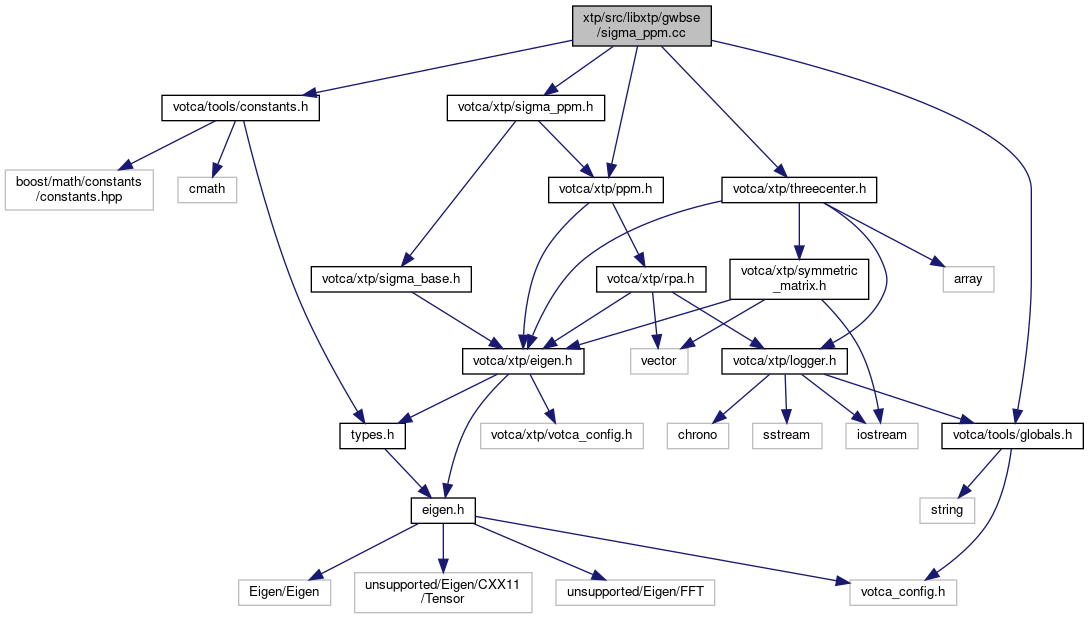 xtp/src/libxtp/gwbse
/sigma_ppm.cc
votca/tools/constants.h
votca/xtp/sigma_ppm.h
boost/math/constants
/constants.hpp
cmath
votca/xtp/ppm.h
votca/xtp/threecenter.h
votca/xtp/sigma_base.h
votca/xtp/rpa.h
votca/xtp/symmetric
_matrix.h
array
votca/xtp/eigen.h
vector
votca/xtp/logger.h
types.h
votca/xtp/votca_config.h
chrono
sstream
iostream
votca/tools/globals.h
eigen.h
string
Eigen/Eigen
unsupported/Eigen/CXX11
/Tensor
unsupported/Eigen/FFT
votca_config.h